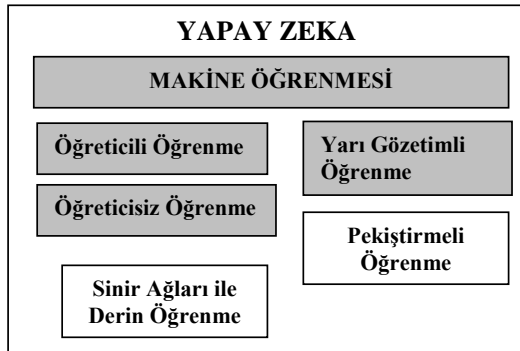 YAPAY ZEKA
MAKİNE ÖĞRENMESİ
Öğreticili Öğrenme
Öğreticisiz Öğrenme
Yarı Gözetimli
Öğrenme
Pekiştirmeli
Öğrenme
Sinir Ağları ile
Derin Öğrenme